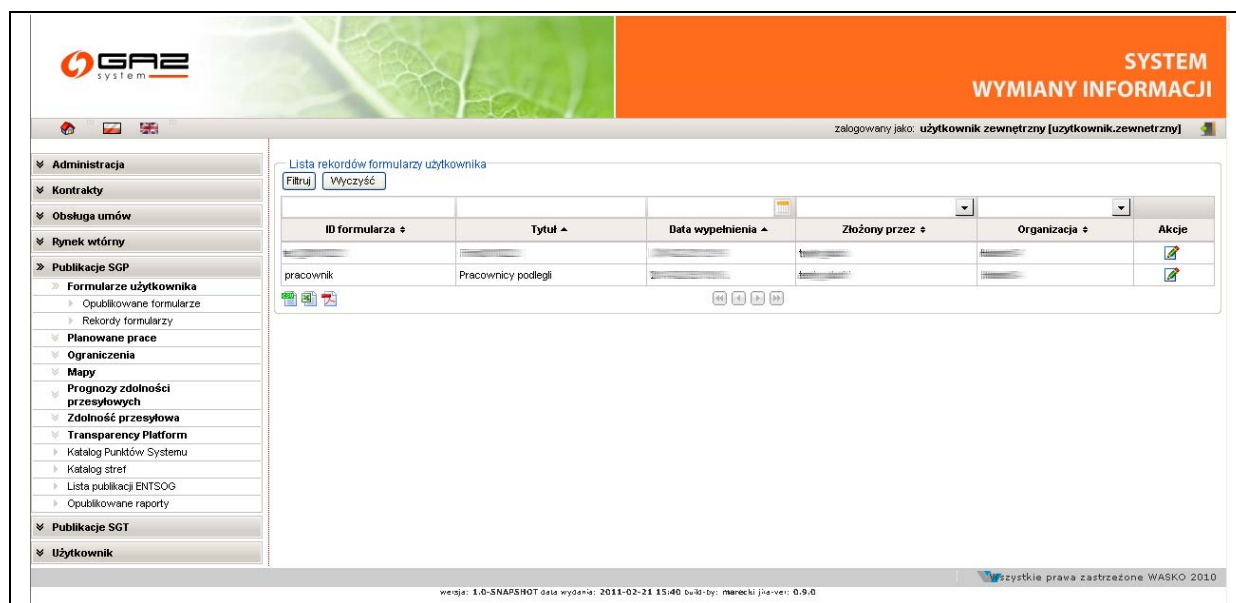 GAZ
system
SYSTEM
WYMIANY INFORMACJI
zalogowany jako: użytkownik zewnętrzny [uzytkownik.zewnetrzny]
Administracja
Kontrakty
Obsługa umów
Rynek wtórny
Publikacje SGP
Formularze użytkownika
Opublikowane formularze
Rekordy formularzy
Planowane prace
Ograniczenia
Mapy
Prognozy zdolności
przesyłowych
Zdolność przesyłowa
Transparency Platform
Katalog Punktów Systemu
Katalog stref
Lista publikacji ENTSOG
Opublikowane raporty
Publikacje SGT
Użytkownik
Lista rekordów formularzy użytkownika
Filtruj Wyczyść
ID formularza Tytuł Data wypełnienia Złożony przez Organizacja Akcje
pracownik Pracownicy podlegli
Wszystkie prawa zastrzeżone WASKO 2010
wersja: 1.0-SNAPSHOT data wydania: 2011-02-21 15:40 build-by: marecki jira-ver: 0.9.0